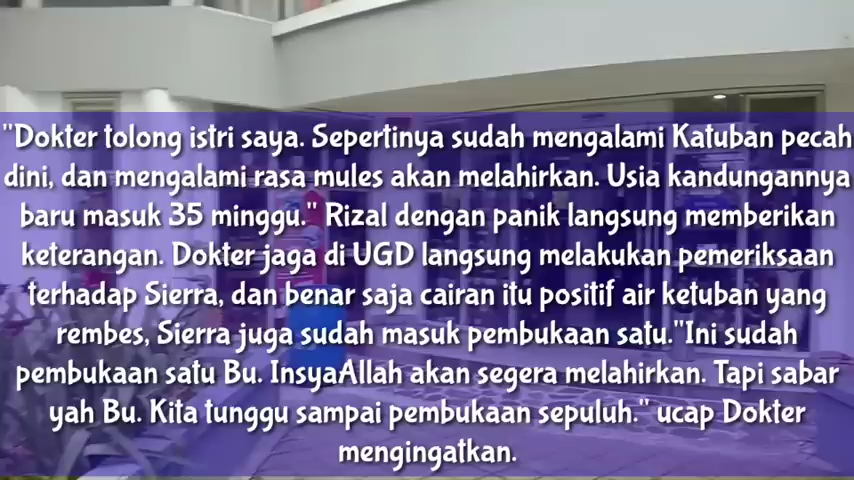 "Dokter tolong istri saya. Sepertinya sudah mengalami Katuban pecah
dini, dan mengalami rasa mules akan melahirkan. Usia kandungannya
baru masuk 35 minggu." Rizal dengan panik langsung memberikan
keterangan. Dokter jaga di UGD langsung melakukan pemeriksaan
terhadap Sierra, dan benar saja cairan itu positif air ketuban yang
rembes, Sierra juga sudah masuk pembukaan satu."Ini sudah
pembukaan satu Bu. InsyaAllah akan segera melahirkan. Tapi sabar
yah Bu. Kita tunggu sampai pembukaan sepuluh." ucap Dokter
mengingatkan.